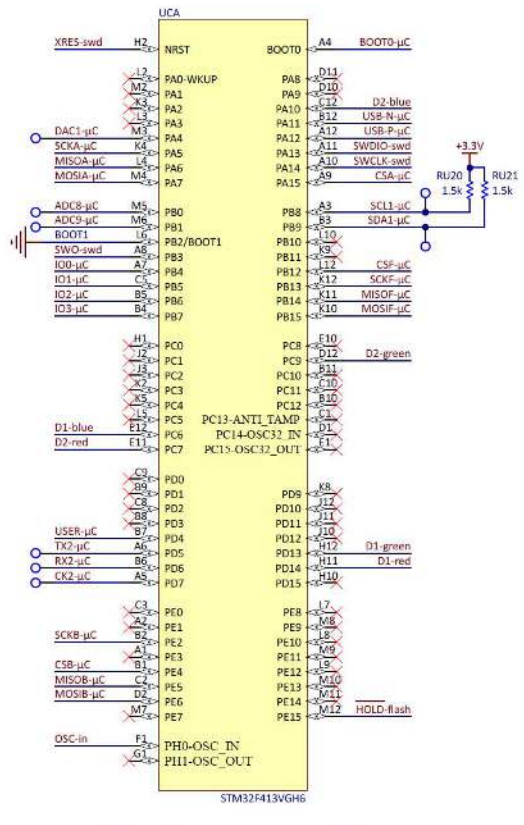 UCA
XRES-swd H2 NRST BOOT0 A4 BOOT0-µC
L2 PA0-WKUP PA8 D11
M2 PA1 PA9 D10
K3 PA2 PA10 C12 D2-blue
L3 PA3 PA11 B12 USB-N-µC
DAC1-µC M3 PA4 PA12 A12 USB-P-µC
SCKA-µC K4 PA5 PA13 A11 SWDIO-swd
MISOA-µC L4 PA6 PA14 A10 SWCLK-swd
MOSIA-µC M4 PA7 PA15 A9 CSA-µC
+3.3V
RU20 RU21
1.5k 1.5k
ADC8-µC M5 PB0 PB8 A3 SCL1-µC
ADC9-µC M6 PB1 PB9 B3 SDA1-µC
BOOT1 L6 PB2/BOOT1 PB10 L10
SWO-swd A8 PB3 PB11 K9
IO0-µC A7 PB4 PB12 L12 CSF-µC
IO1-µC C5 PB5 PB13 K12 SCKF-µC
IO2-µC B5 PB6 PB14 K11 MISOF-µC
IO3-µC B4 PB7 PB15 K10 MOSIF-µC
H1 PC0 PC8 E10
J2 PC1 PC9 D12 D2-green
J3 PC2 PC10 B11
K2 PC3 PC11 C10
K5 PC4 PC12 B10
L5 PC5 PC13-ANTI_TAMP C1
D1-blue E12 PC6 PC14-OSC32_IN D1
D2-red E11 PC7 PC15-OSC32_OUT E1
C9 PD0
B9 PD1 PD9 K8
C8 PD2 PD10 J12
B8 PD3 PD11 J11
USER-µC B7 PD4 PD12 J10
TX2-µC A6 PD5 PD13 H12 D1-green
RX2-µC B6 PD6 PD14 H11 D1-red
CK2-µC A5 PD7 PD15 H10
C3 PE0 PE8 L7
A2 PE1 PE9 M8
SCKB-µC B2 PE2 PE10 L8
A1 PE3 PE11 M9
CSB-µC B1 PE4 PE12 L9
MISOB-µC C2 PE5 PE13 M10
MOSIB-µC D2 PE6 PE14 M11
M7 PE7 PE15 M12 HOLD-flash
OSC-in F1 PH0-OSC_IN
G1 PH1-OSC_OUT
STM32F413VGH6